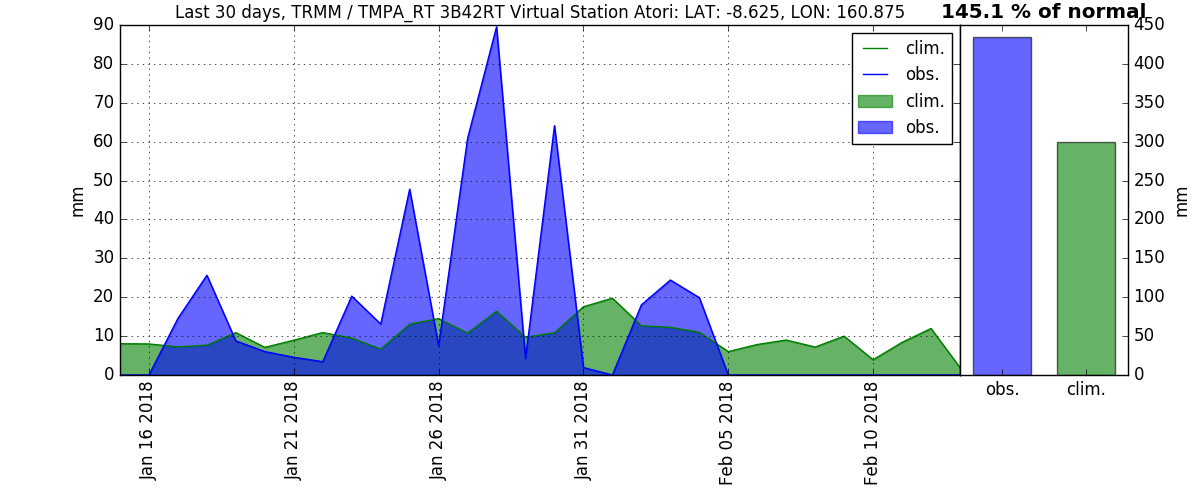 Last 30 days, TRMM / TMPA_RT 3B42RT Virtual Station Atori: LAT: -8.625, LON: 160.875
145.1 % of normal
90
80
70
60
50
40
30
20
10
0
mm
clim.
obs.
clim.
obs.
Jan 16 2018
Jan 21 2018
Jan 26 2018
Jan 31 2018
Feb 05 2018
Feb 10 2018
450
400
350
300
250
200
150
100
50
0
mm
obs.
clim.